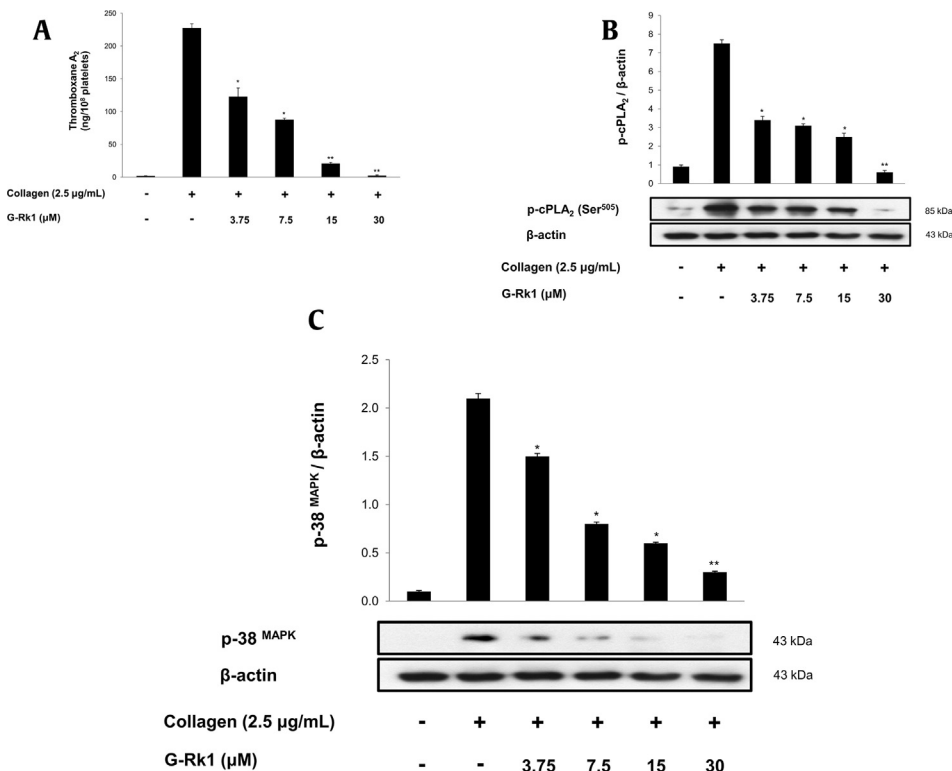 A
Thromboxane A₂
(ng/10⁸ platelets)
250
200
150
100
50
0
*
*
**
**
Collagen (2.5 µg/mL) - + + + + +
G-Rk1 (µM) - - 3.75 7.5 15 30
B
p-cPLA₂ / β-actin
9
8
7
6
5
4
3
2
1
0
*
*
*
**
p-cPLA₂ (Ser⁵⁰⁵) 85 kDa
β-actin 43 kDa
Collagen (2.5 µg/mL) - + + + + +
G-Rk1 (µM) - - 3.75 7.5 15 30
C
p-38 ᴹᴬᴾᴷ / β-actin
2.5
2.0
1.5
1.0
0.5
0.0
*
*
*
**
p-38 ᴹᴬᴾᴷ 43 kDa
β-actin 43 kDa
Collagen (2.5 µg/mL) - + + + + +
G-Rk1 (µM) - - 3.75 7.5 15 30